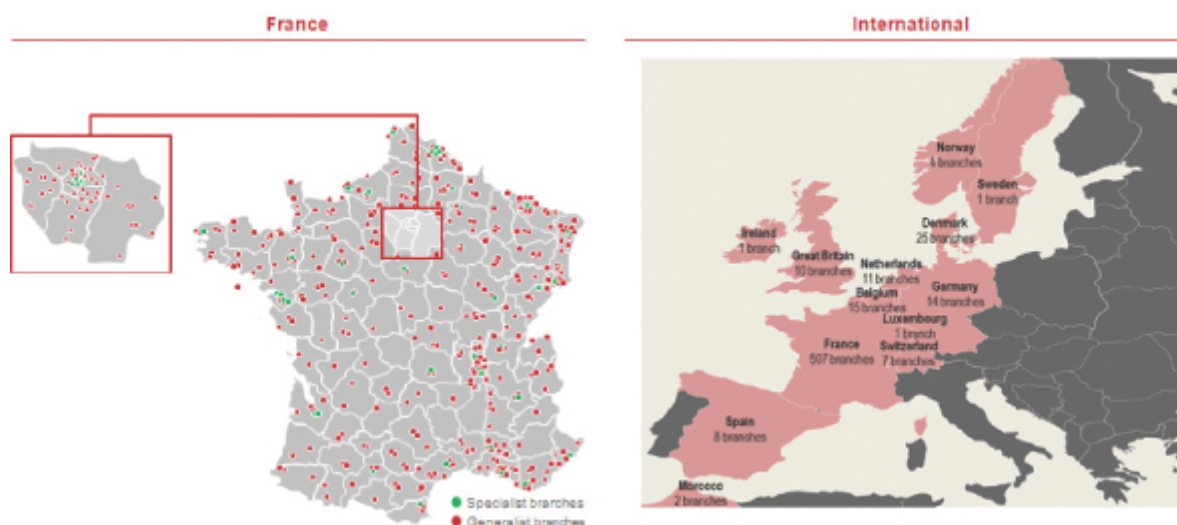 France
International
Norway
4 branches
Sweden
1 branch
Denmark
25 branches
Ireland
1 branch
Great Britain
10 branches
Netherlands
11 branches
Belgium
15 branches
Germany
14 branches
Luxembourg
1 branch
France
507 branches
Switzerland
7 branches
Spain
8 branches
Morocco
2 branches
Specialist branches
Generalist branches